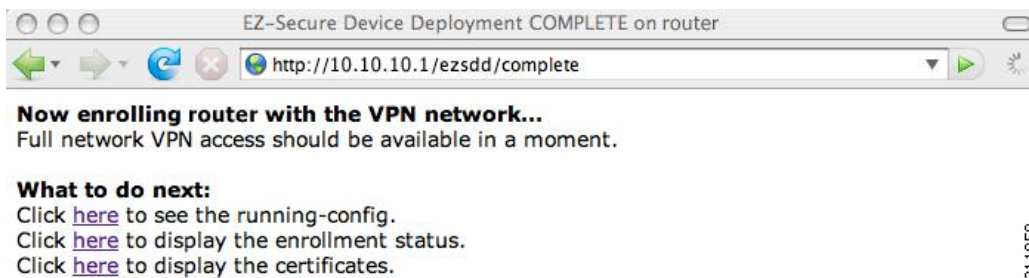 EZ-Secure Device Deployment COMPLETE on router
http://10.10.10.1/ezsdd/complete
Now enrolling router with the VPN network...
Full network VPN access should be available in a moment.
What to do next:
Click here to see the running-config.
Click here to display the enrollment status.
Click here to display the certificates.